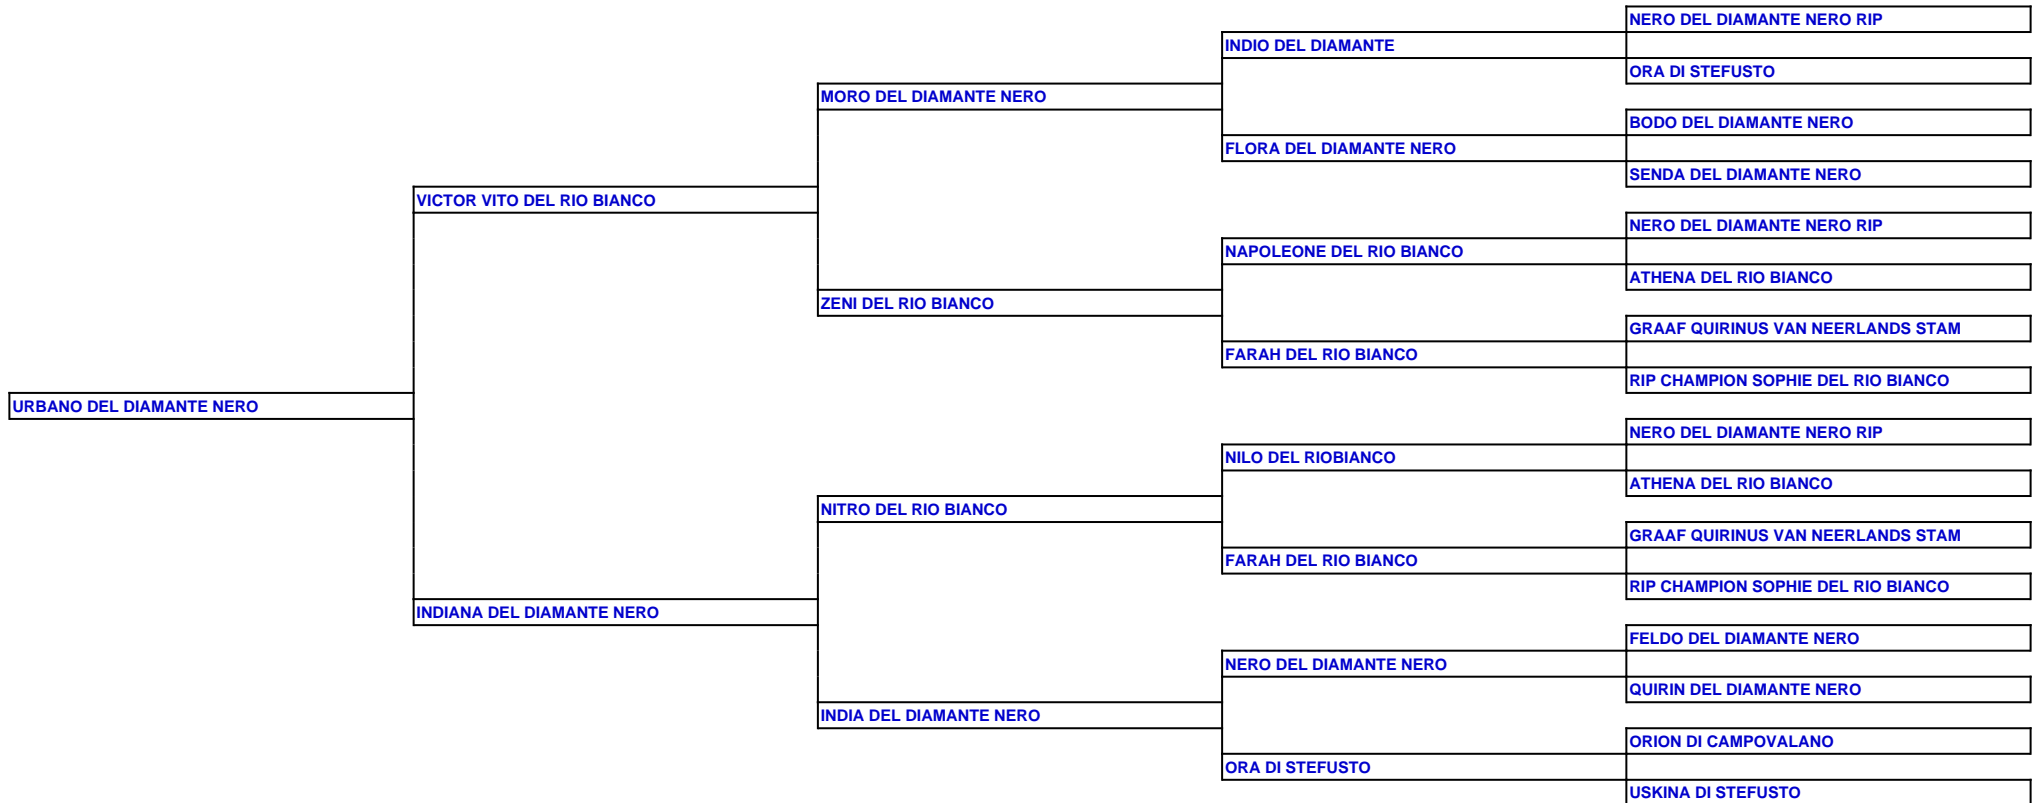 NERO DEL DIAMANTE NERO RIP
INDIO DEL DIAMANTE
ORA DI STEFUSTO
MORO DEL DIAMANTE NERO
BODO DEL DIAMANTE NERO
FLORA DEL DIAMANTE NERO
SENDA DEL DIAMANTE NERO
VICTOR VITO DEL RIO BIANCO
NERO DEL DIAMANTE NERO RIP
NAPOLEONE DEL RIO BIANCO
ATHENA DEL RIO BIANCO
ZENI DEL RIO BIANCO
GRAAF QUIRINUS VAN NEERLANDS STAM
FARAH DEL RIO BIANCO
RIP CHAMPION SOPHIE DEL RIO BIANCO
URBANO DEL DIAMANTE NERO
NERO DEL DIAMANTE NERO RIP
NILO DEL RIOBIANCO
ATHENA DEL RIO BIANCO
NITRO DEL RIO BIANCO
GRAAF QUIRINUS VAN NEERLANDS STAM
FARAH DEL RIO BIANCO
RIP CHAMPION SOPHIE DEL RIO BIANCO
INDIANA DEL DIAMANTE NERO
FELDO DEL DIAMANTE NERO
NERO DEL DIAMANTE NERO
QUIRIN DEL DIAMANTE NERO
INDIA DEL DIAMANTE NERO
ORION DI CAMPOVALANO
ORA DI STEFUSTO
USKINA DI STEFUSTO